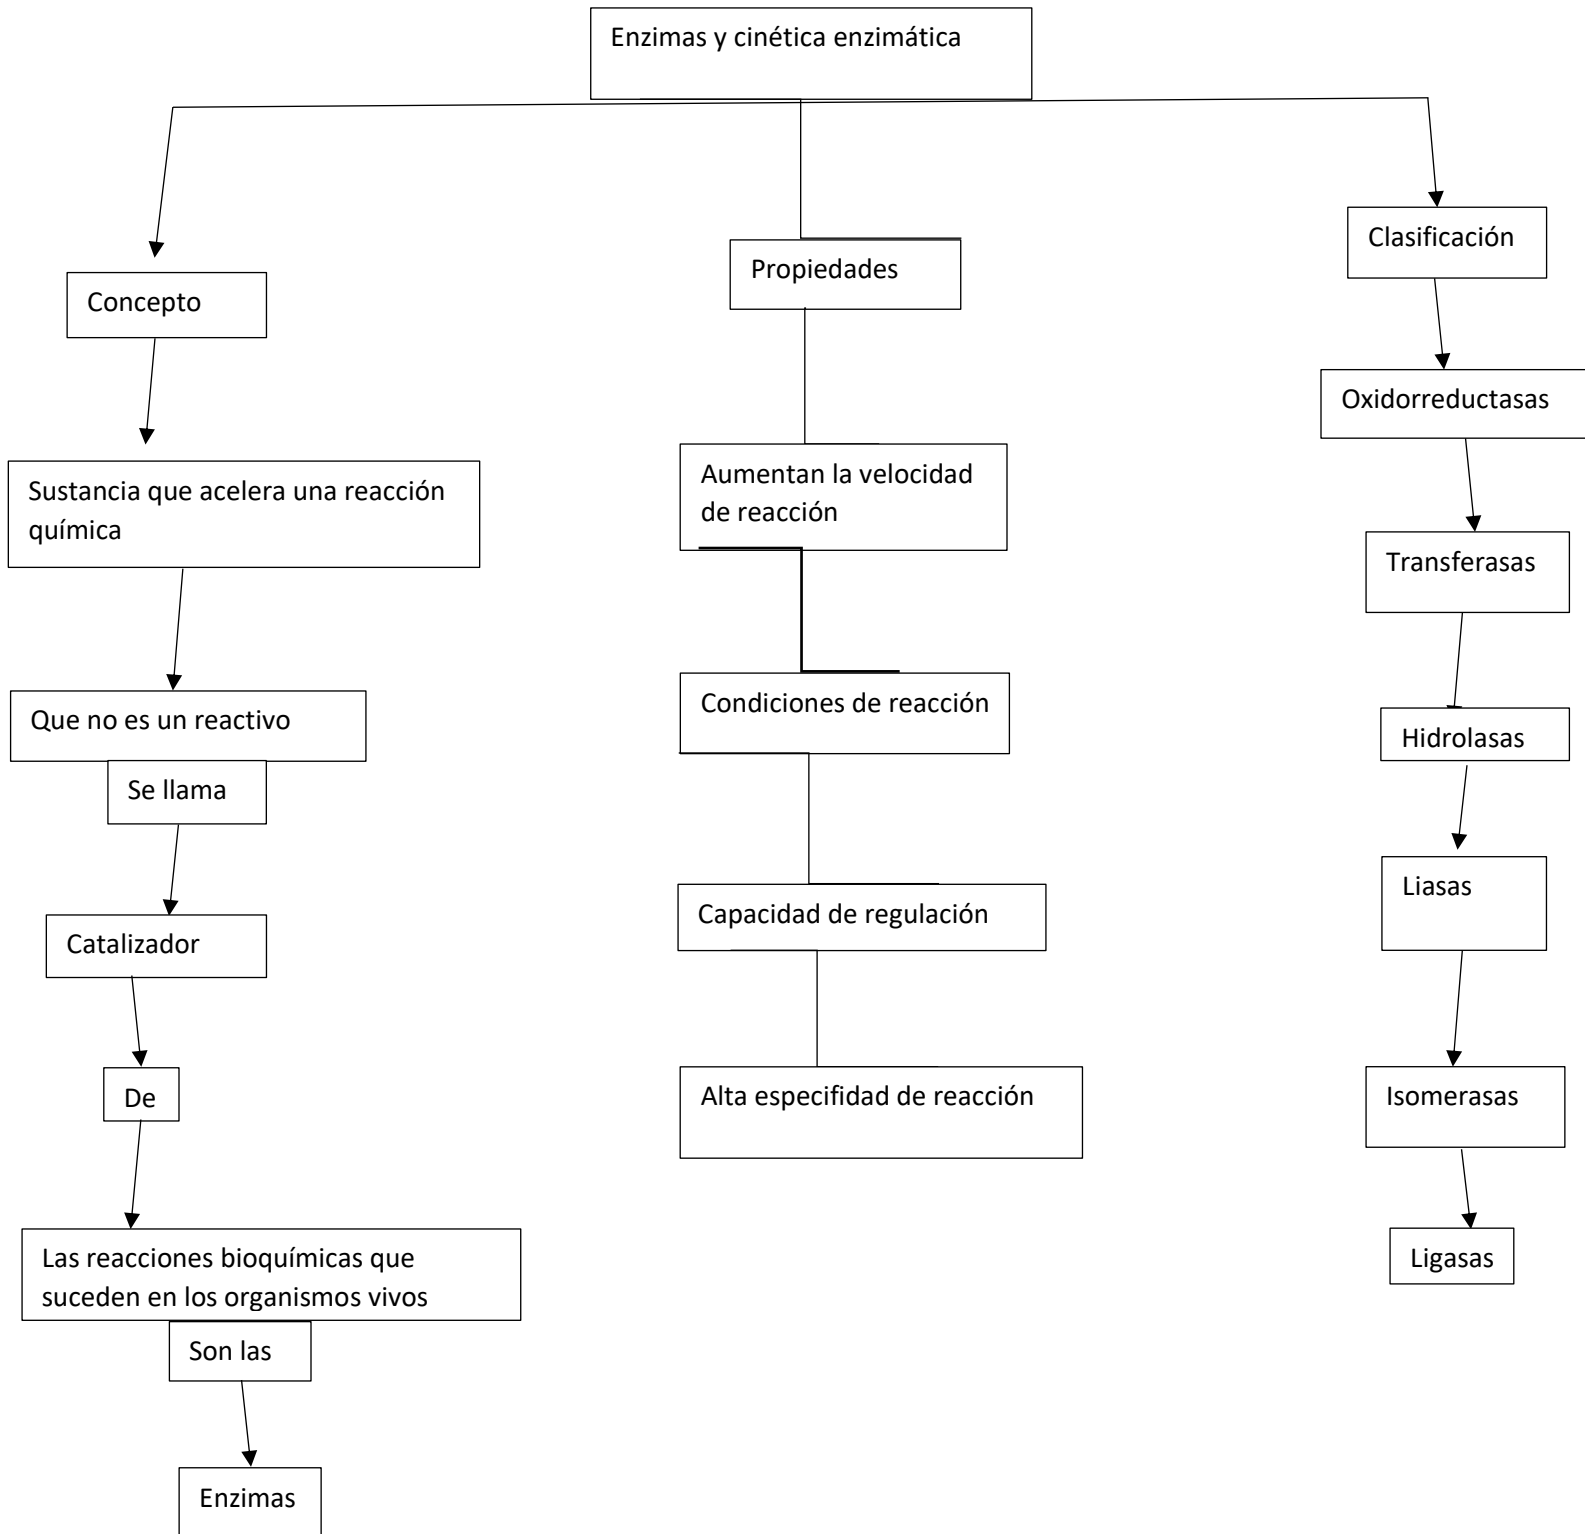 Enzimas y cinética enzimática
Concepto
Sustancia que acelera una reacción
química
Que no es un reactivo
Se llama
Catalizador
De
Las reacciones bioquímicas que
suceden en los organismos vivos
Son las
Enzimas
Propiedades
Aumentan la velocidad
de reacción
Condiciones de reacción
Capacidad de regulación
Alta especifidad de reacción
Clasificación
Oxidorreductasas
Transferasas
Hidrolasas
Liasas
Isomerasas
Ligasas